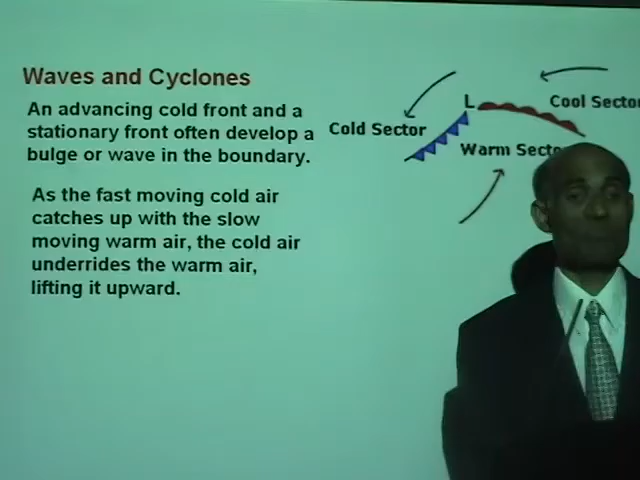 Waves and Cyclones
An advancing cold front and a
stationary front often develop a
bulge or wave in the boundary.
As the fast moving cold air
catches up with the slow
moving warm air, the cold air
underrides the warm air,
lifting it upward.
L
Cool Secto
Cold Sector
Warm Secto